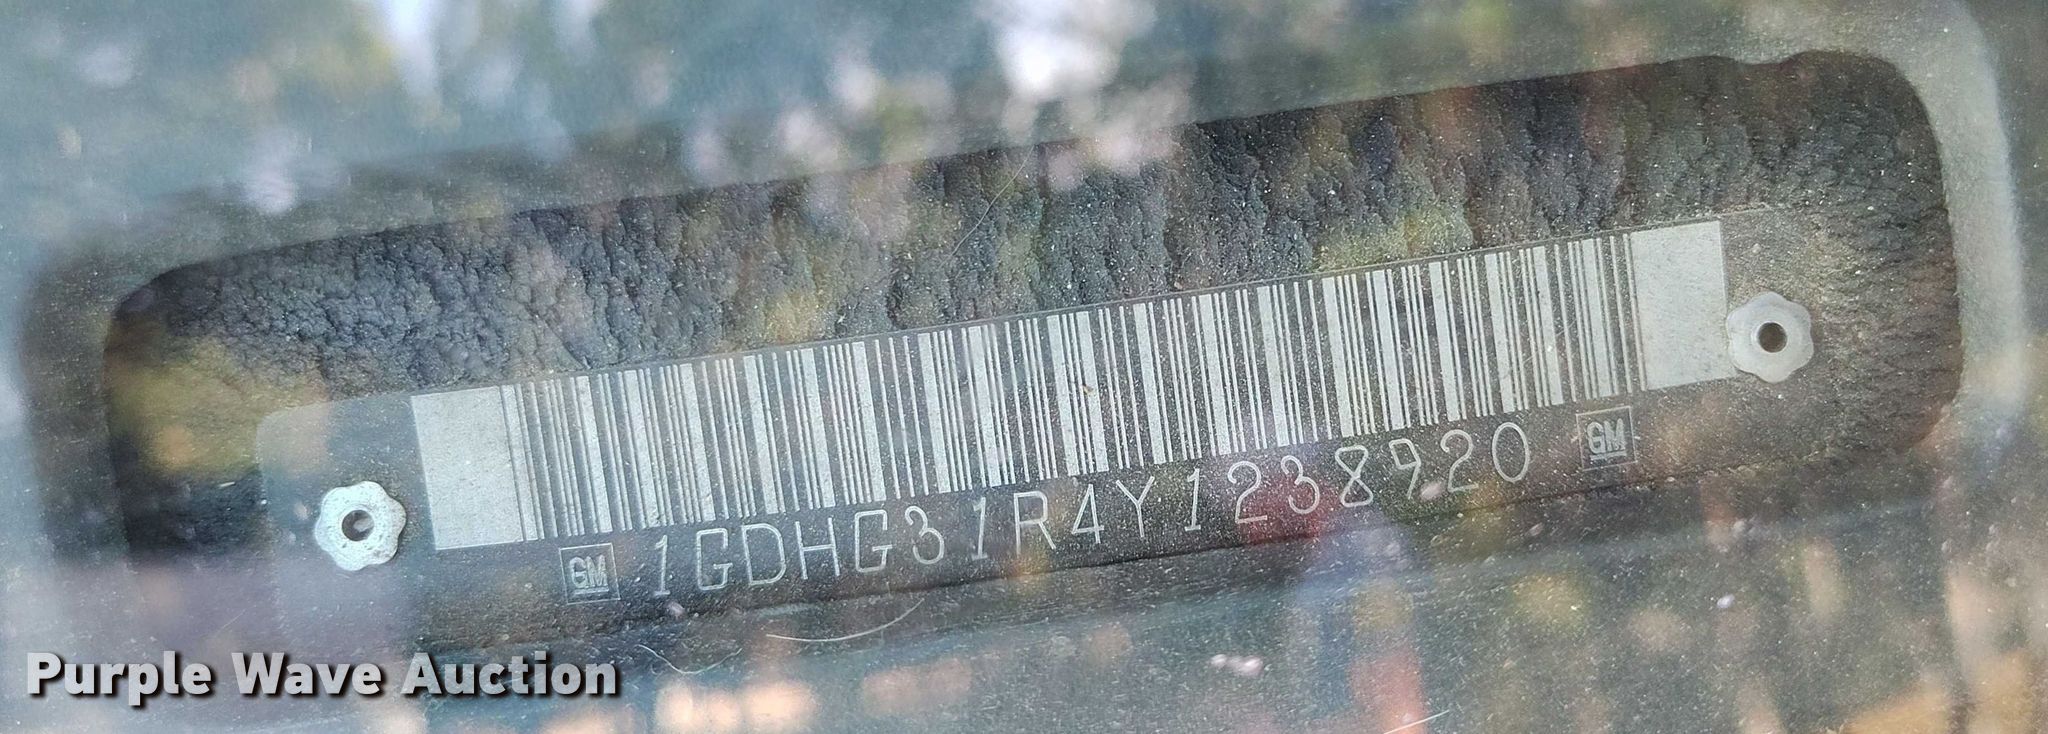 GM 1GDHG31R4Y1238920 GM
Purple Wave Auction